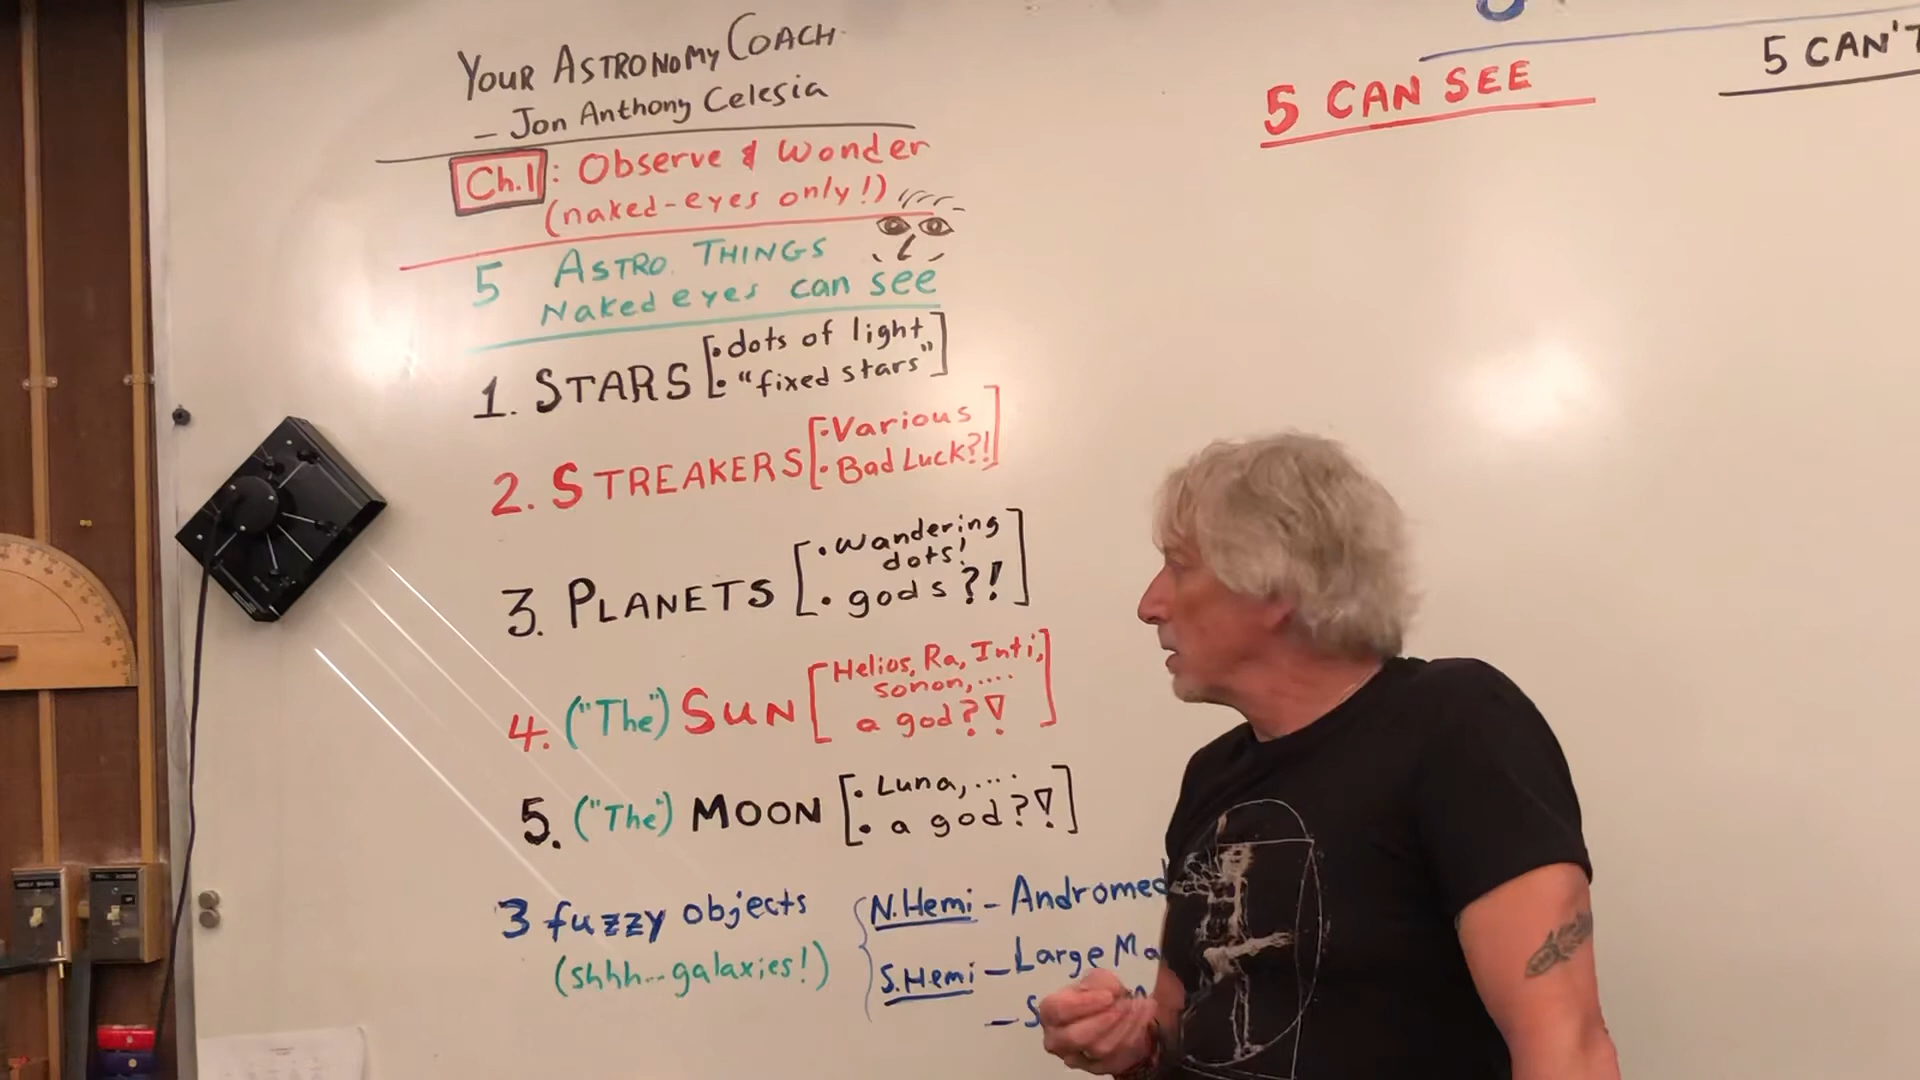 YOUR ASTRONOMY COACH
– Jon Anthony Celesia
Ch.1: Observe & Wonder
(naked-eyes only!)
5 ASTRO. THINGS
Naked eyes can see
1. STARS [• dots of light
• "fixed stars"]
2. STREAKERS [• Various
• Bad Luck?!]
3. PLANETS [• Wandering
dots!
• gods?!]
4. ("The") SUN [Helios, Ra, Inti,
Sonon, ....
a god?!]
5. ("The") MOON [• Luna, ....
• a god?!]
3 fuzzy objects
(shhh... galaxies!)
N.Hemi – Andromed
S.Hemi – Large Ma
– S
5 CAN SEE
5 CAN'T